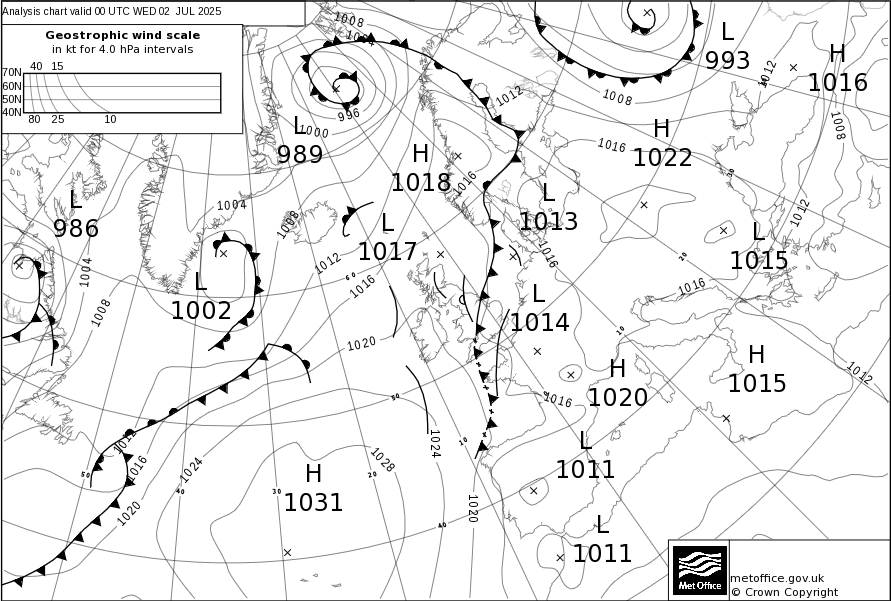 Analysis chart valid 00 UTC WED 02 JUL 2025
Geostrophic wind scale
in kt for 4.0 hPa intervals
40 15
70N
60N
50N
40N
80 25 10
1008
1004
996
1000
L
989
L
993
H
1016
1012
1008
1012
1008
H
1022
1016
H
1018
1016
L
986
1004
1008
L
1017
L
1013
1016
1012
L
1015
1004
1012
60
1016
20
30
1016
L
1002
L
1014
1008
1020
10
H
1020
H
1015
1012
50
1016
1012
1016
1024
1024
1028
10
L
1011
50
40
30
20
H
1031
1020
1020
40
L
1011
Met Office
metoffice.gov.uk
© Crown Copyright